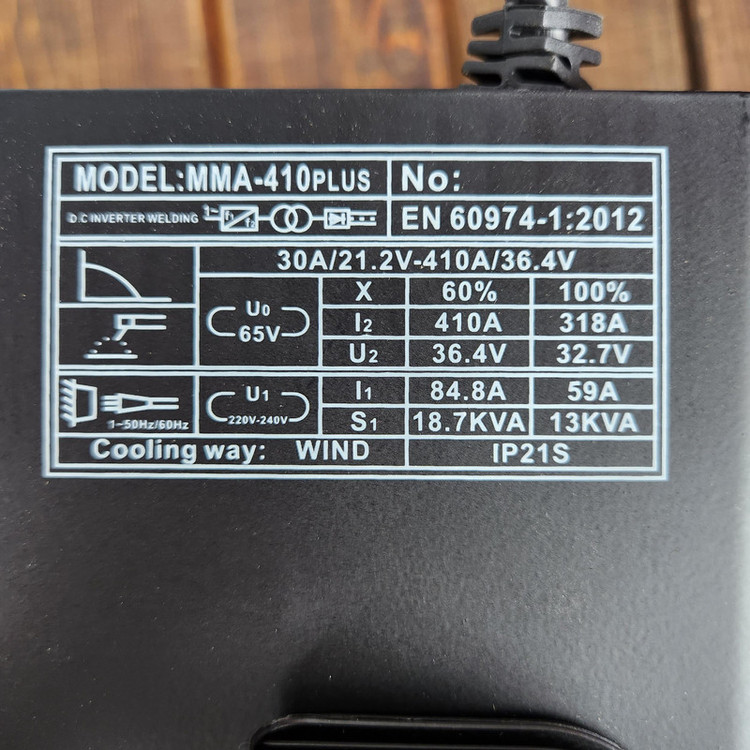 MODEL:MMA-410PLUS No:
D.C INVERTER WELDING f1 f2 EN 60974-1:2012
30A/21.2V-410A/36.4V
U0 65V
X 60% 100%
I2 410A 318A
U2 36.4V 32.7V
1~50Hz/60Hz
U1 220V-240V
I1 84.8A 59A
S1 18.7KVA 13KVA
Cooling way: WIND IP21S